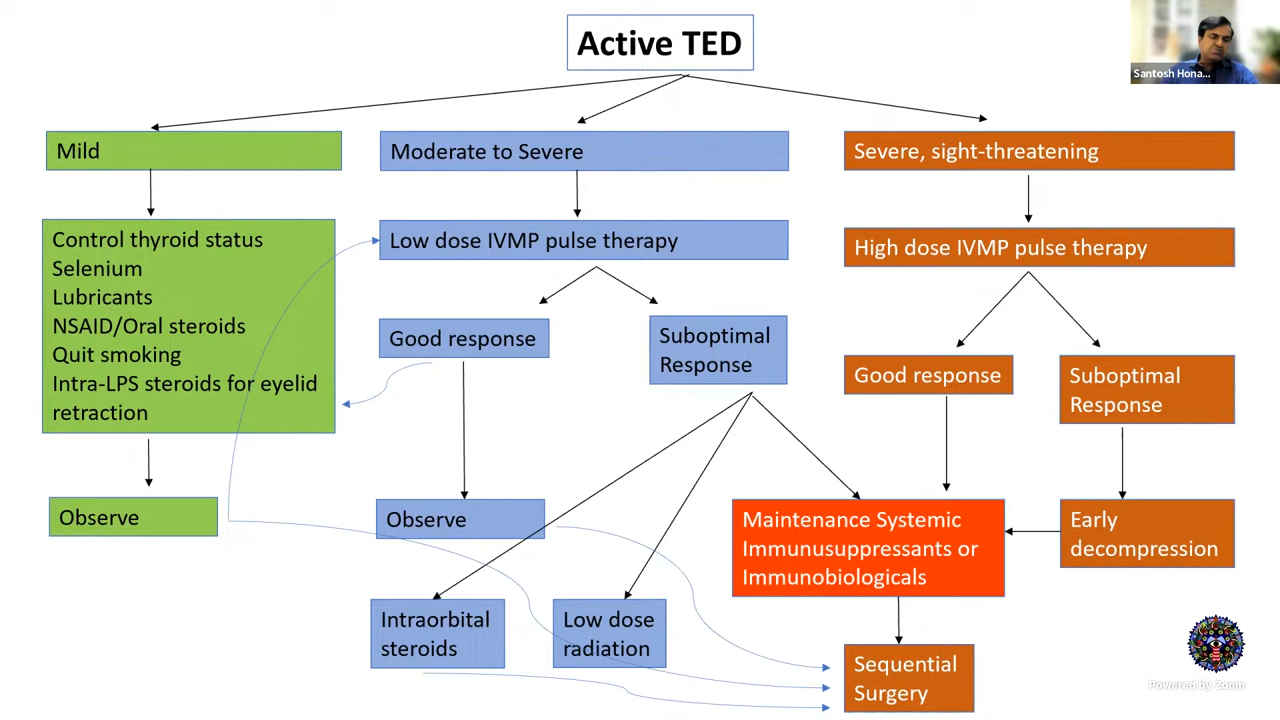 Active TED
Santosh Hona...
Mild
Moderate to Severe
Severe, sight-threatening
Control thyroid status
Selenium
Lubricants
NSAID/Oral steroids
Quit smoking
Intra-LPS steroids for eyelid
retraction
Low dose IVMP pulse therapy
High dose IVMP pulse therapy
Good response
Suboptimal
Response
Good response
Suboptimal
Response
Observe
Observe
Maintenance Systemic
Immunusuppressants or
Immunobiologicals
Early
decompression
Intraorbital
steroids
Low dose
radiation
Sequential
Surgery
Powered by Zoom